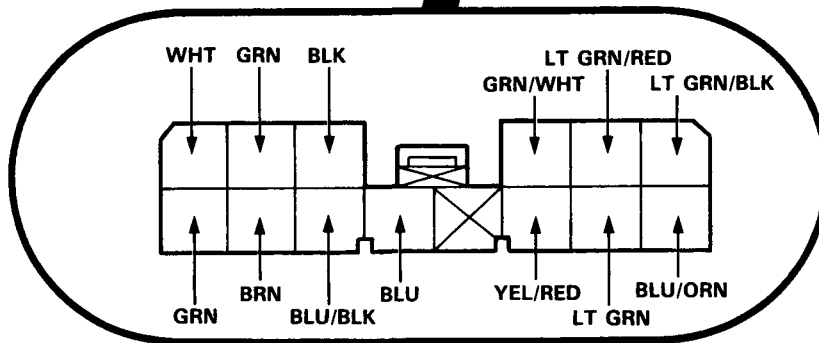 WHT GRN BLK LT GRN/RED
GRN/WHT LT GRN/BLK
BRN BLU YEL/RED BLU/ORN
GRN BLU/BLK LT GRN